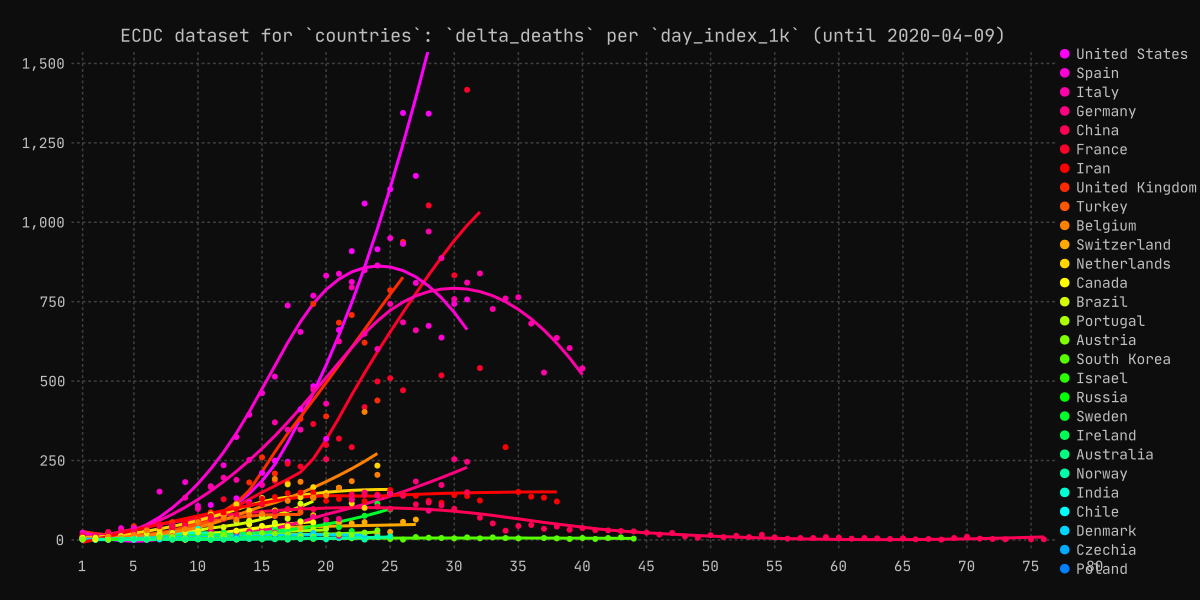 ECDC dataset for `countries`: `delta_deaths` per `day_index_1k` (until 2020-04-09)
1,500
1,250
1,000
750
500
250
0
1 5 10 15 20 25 30 35 40 45 50 55 60 65 70 75 80
United States
Spain
Italy
Germany
China
France
Iran
United Kingdom
Turkey
Belgium
Switzerland
Netherlands
Canada
Brazil
Portugal
Austria
South Korea
Israel
Russia
Sweden
Ireland
Australia
Norway
India
Chile
Denmark
Czechia
Poland